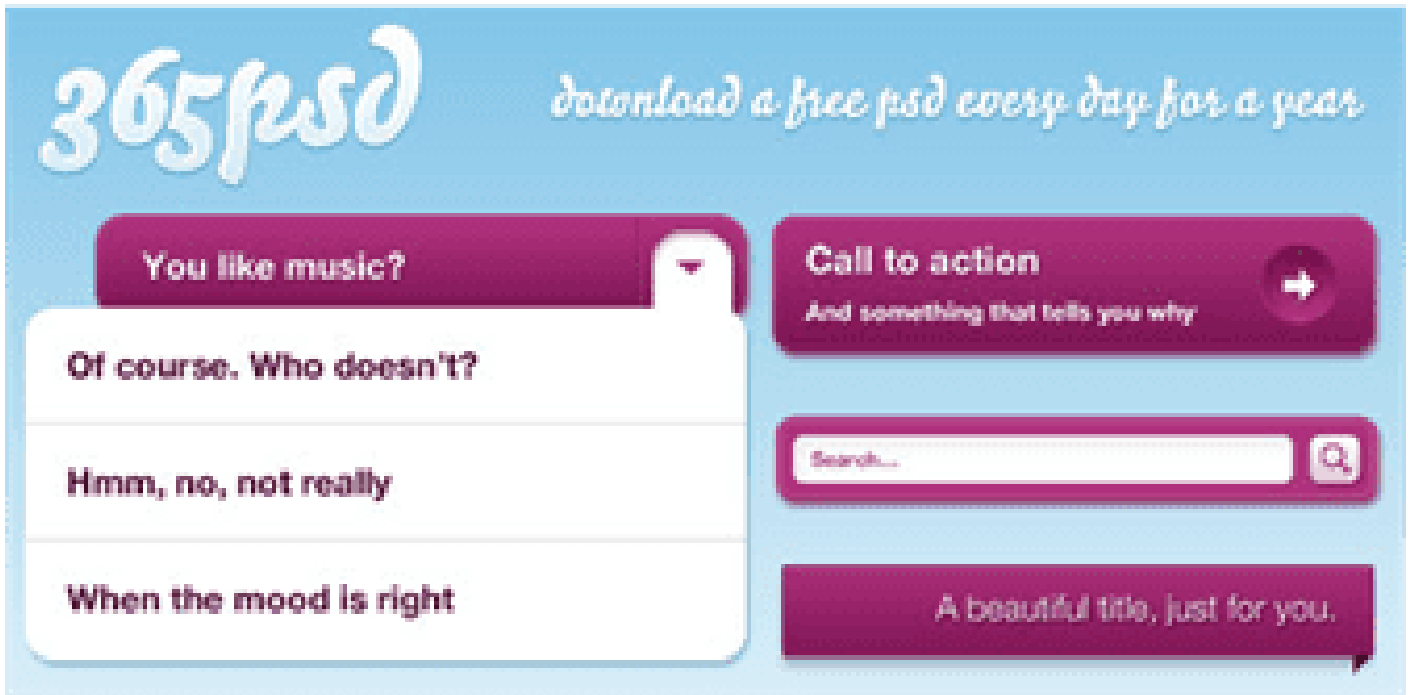 365psd
download a free psd every day for a year
You like music?
Of course. Who doesn't?
Hmm, no, not really
When the mood is right
Call to action
And something that tells you why
Search...
A beautiful title, just for you.